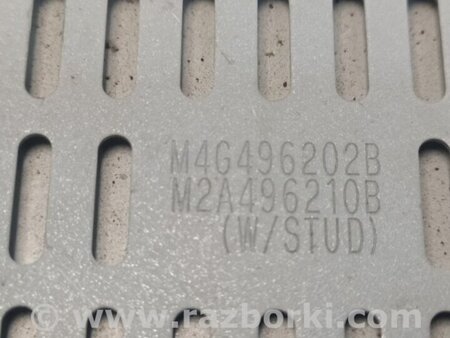 M4G496202B
M2A496210B
(W/STUD)
© www.razborki.com ®